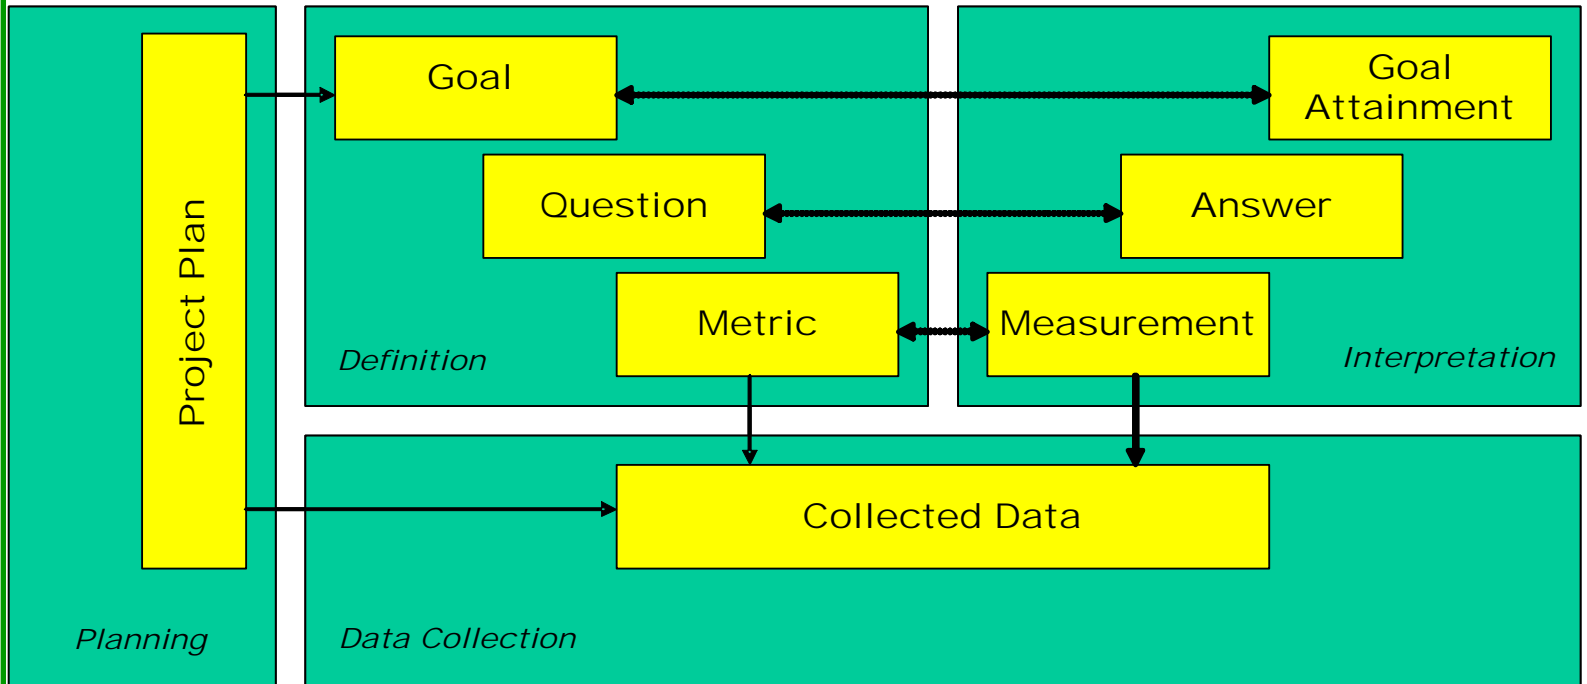 Project Plan
Planning
Goal
Question
Metric
Definition
Goal
Attainment
Answer
Measurement
Interpretation
Collected Data
Data Collection